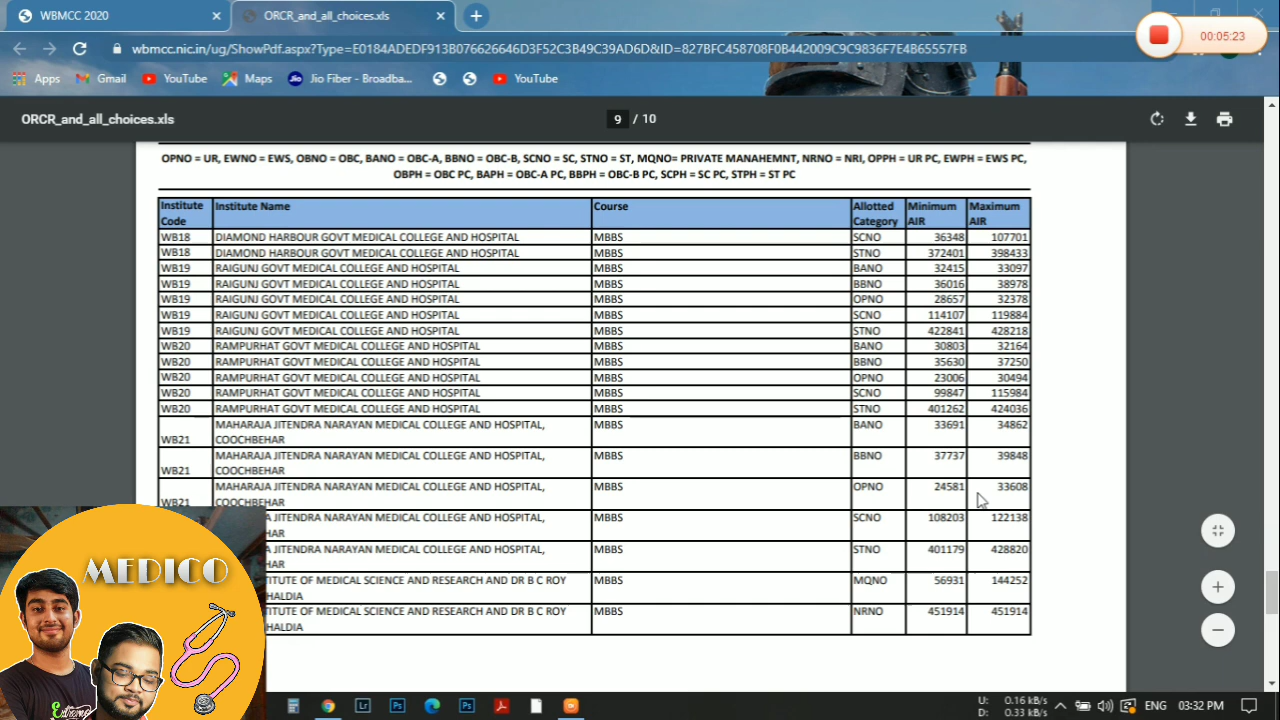 WBMCC 2020
ORCR_and_all_choices.xls
00:05:23
wbmcc.nic.in/ug/ShowPdf.aspx?Type=E0184ADEDF913B076626646D3F52C3B49C39AD6D&ID=827BFC458708F0B442009C9C9836F7E4B65557FB
Apps Gmail YouTube Maps Jio Fiber - Broadba... YouTube
ORCR_and_all_choices.xls 9 / 10
OPNO = UR, EWNO = EWS, OBNO = OBC, BANO = OBC-A, BBNO = OBC-B, SCNO = SC, STNO = ST, MQNO= PRIVATE MANAHEMNT, NRNO = NRI, OPPH = UR PC, EWPH = EWS PC,
OBPH = OBC PC, BAPH = OBC-A PC, BBPH = OBC-B PC, SCPH = SC PC, STPH = ST PC
Institute Code Institute Name Course Allotted Category Minimum AIR Maximum AIR
WB18 DIAMOND HARBOUR GOVT MEDICAL COLLEGE AND HOSPITAL MBBS SCNO 36348 107701
WB18 DIAMOND HARBOUR GOVT MEDICAL COLLEGE AND HOSPITAL MBBS STNO 372401 398433
WB19 RAIGUNJ GOVT MEDICAL COLLEGE AND HOSPITAL MBBS BANO 32415 33097
WB19 RAIGUNJ GOVT MEDICAL COLLEGE AND HOSPITAL MBBS BBNO 36016 38978
WB19 RAIGUNJ GOVT MEDICAL COLLEGE AND HOSPITAL MBBS OPNO 28657 32378
WB19 RAIGUNJ GOVT MEDICAL COLLEGE AND HOSPITAL MBBS SCNO 114107 119884
WB19 RAIGUNJ GOVT MEDICAL COLLEGE AND HOSPITAL MBBS STNO 422841 428218
WB20 RAMPURHAT GOVT MEDICAL COLLEGE AND HOSPITAL MBBS BANO 30803 32164
WB20 RAMPURHAT GOVT MEDICAL COLLEGE AND HOSPITAL MBBS BBNO 35630 37250
WB20 RAMPURHAT GOVT MEDICAL COLLEGE AND HOSPITAL MBBS OPNO 23006 30494
WB20 RAMPURHAT GOVT MEDICAL COLLEGE AND HOSPITAL MBBS SCNO 99847 115984
WB20 RAMPURHAT GOVT MEDICAL COLLEGE AND HOSPITAL MBBS STNO 401262 424036
MAHARAJA JITENDRA NARAYAN MEDICAL COLLEGE AND HOSPITAL, MBBS BANO 33691 34862
WB21 COOCHBEHAR
MAHARAJA JITENDRA NARAYAN MEDICAL COLLEGE AND HOSPITAL, MBBS BBNO 37737 39848
WB21 COOCHBEHAR
MAHARAJA JITENDRA NARAYAN MEDICAL COLLEGE AND HOSPITAL, MBBS OPNO 24581 33608
WB21 COOCHBEHAR
A JITENDRA NARAYAN MEDICAL COLLEGE AND HOSPITAL, MBBS SCNO 108203 122138
HAR
A JITENDRA NARAYAN MEDICAL COLLEGE AND HOSPITAL, MBBS STNO 401179 428820
HAR
TITUTE OF MEDICAL SCIENCE AND RESEARCH AND DR B C ROY MBBS MQNO 56931 144252
HALDIA
TITUTE OF MEDICAL SCIENCE AND RESEARCH AND DR B C ROY MBBS NRNO 451914 451914
HALDIA
MEDICO
Extreme
U: 0.16 kB/s
D: 0.33 kB/s
ENG 03:32 PM